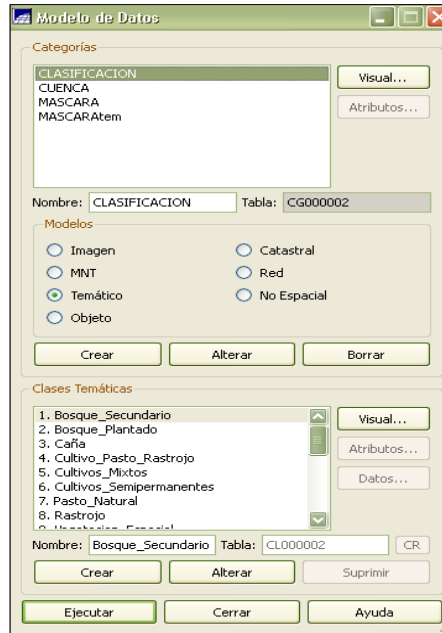 Modelo de Datos
Categorías
CLASIFICACION
CUENCA
MASCARA
MASCARAtem
Visual...
Atributos...
Nombre: CLASIFICACION Tabla: CG000002
Modelos
Imagen Catastral
MNT Red
Temático No Espacial
Objeto
Crear Alterar Borrar
Clases Temáticas
1. Bosque_Secundario
2. Bosque_Plantado
3. Caña
4. Cultivo_Pasto_Rastrojo
5. Cultivos_Mixtos
6. Cultivos_Semipermanentes
7. Pasto_Natural
8. Rastrojo
Visual...
Atributos...
Datos...
Nombre: Bosque_Secundario Tabla: CL000002 CR
Crear Alterar Suprimir
Ejecutar Cerrar Ayuda